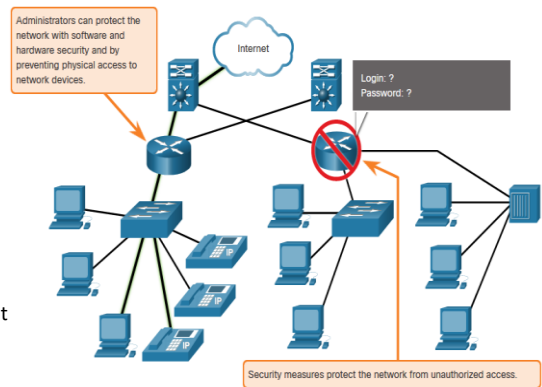 Administrators can protect the
network with software and
hardware security and by
preventing physical access to
network devices.
Internet
Login: ?
Password: ?
IP
IP
IP
t
Security measures protect the network from unauthorized access.